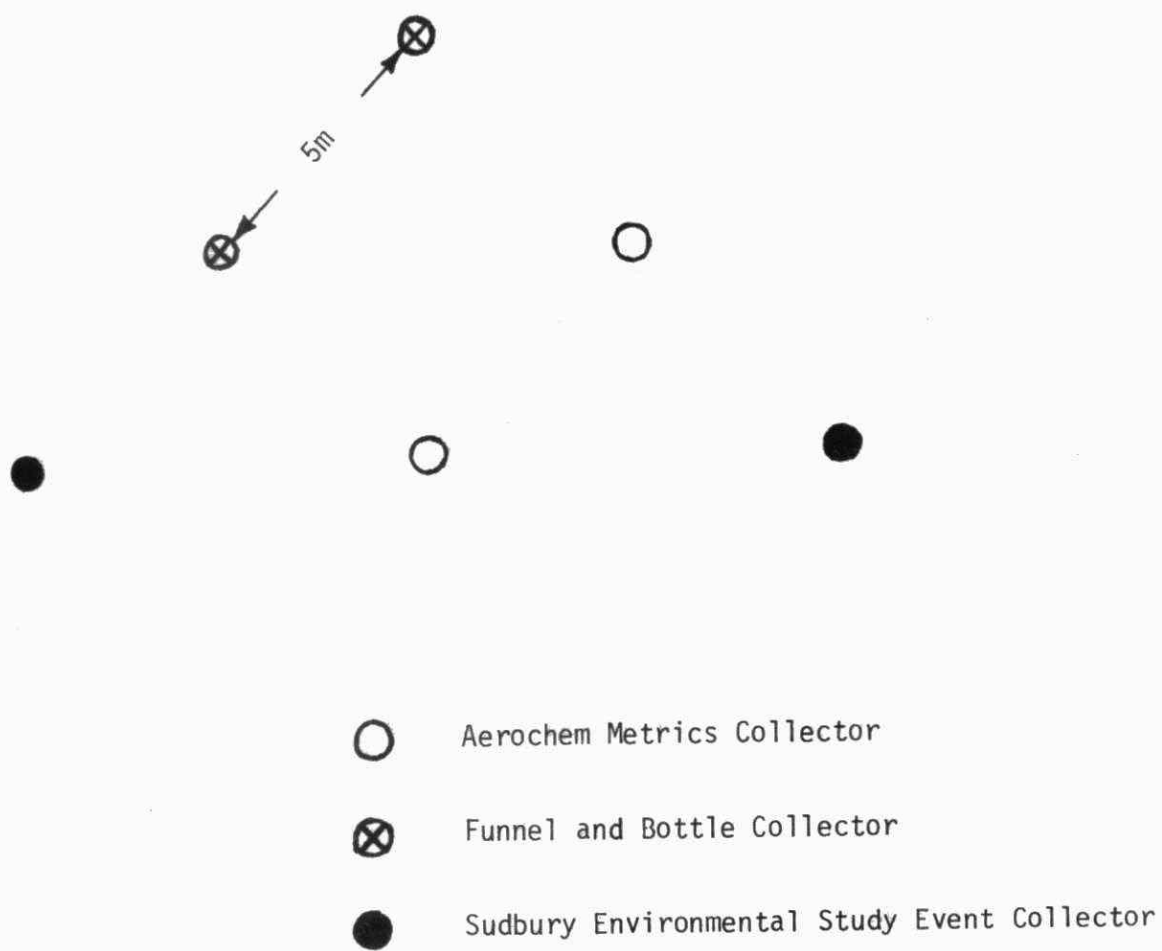 5m
Aerochem Metrics Collector
Funnel and Bottle Collector
Sudbury Environmental Study Event Collector